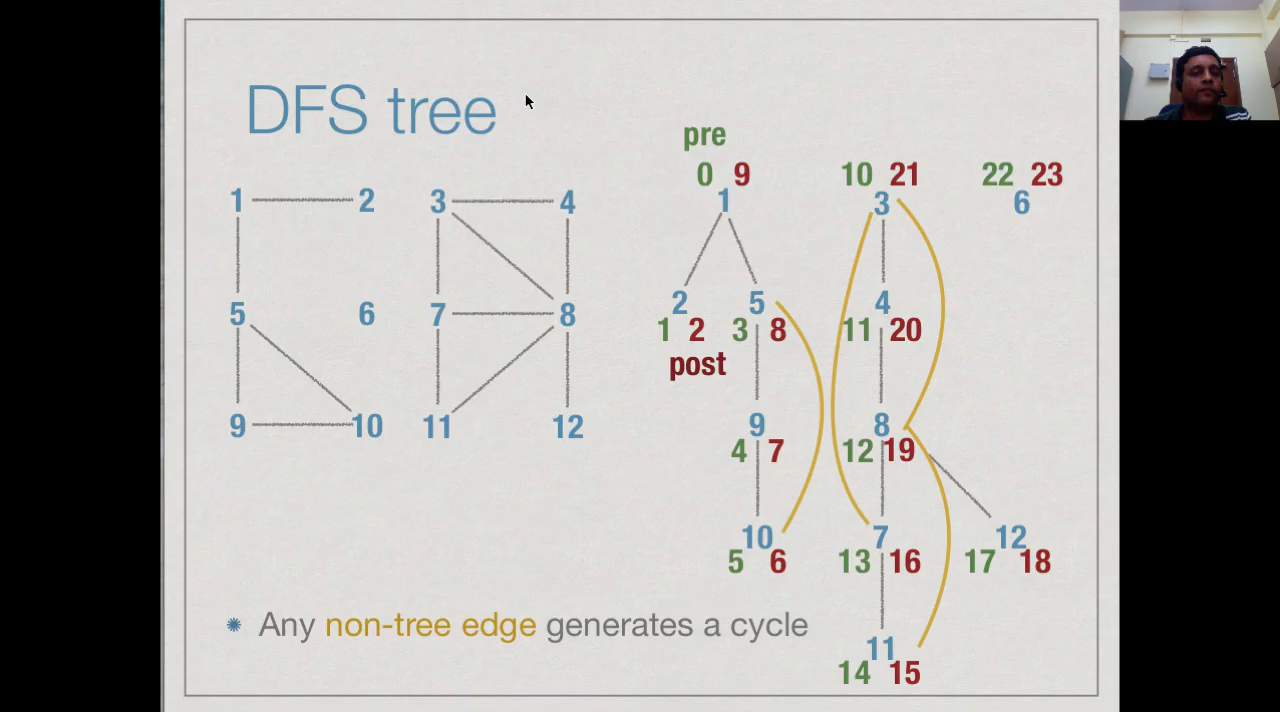 DFS tree
pre
0 9 10 21 22 23
1 2 3 4 1 3 6
5 6 7 8 2 5 4
1 2 3 8 11 20
post
9 10 11 12 9 8
4 7 12 19
10 7 12
5 6 13 16 17 18
Any non-tree edge generates a cycle
11
14 15